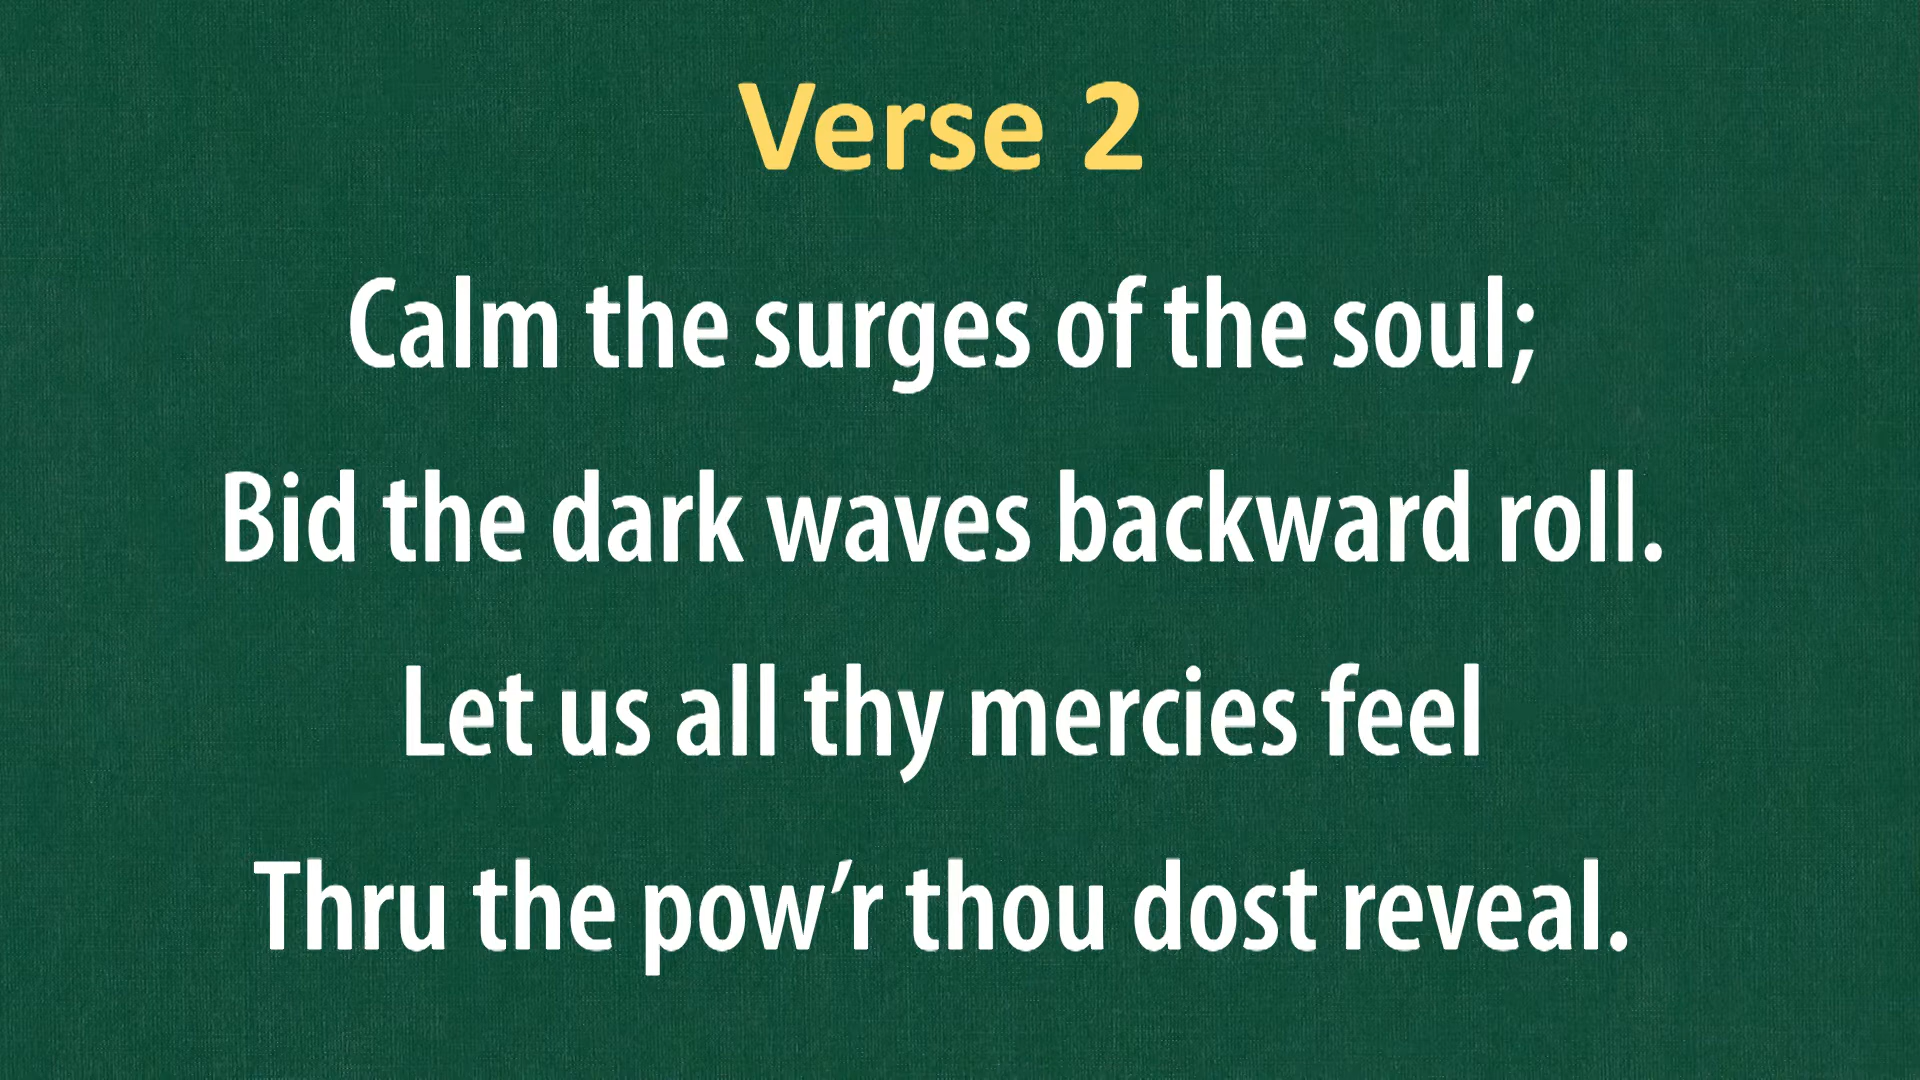 Verse 2
Calm the surges of the soul;
Bid the dark waves backward roll.
Let us all thy mercies feel
Thru the pow’r thou dost reveal.